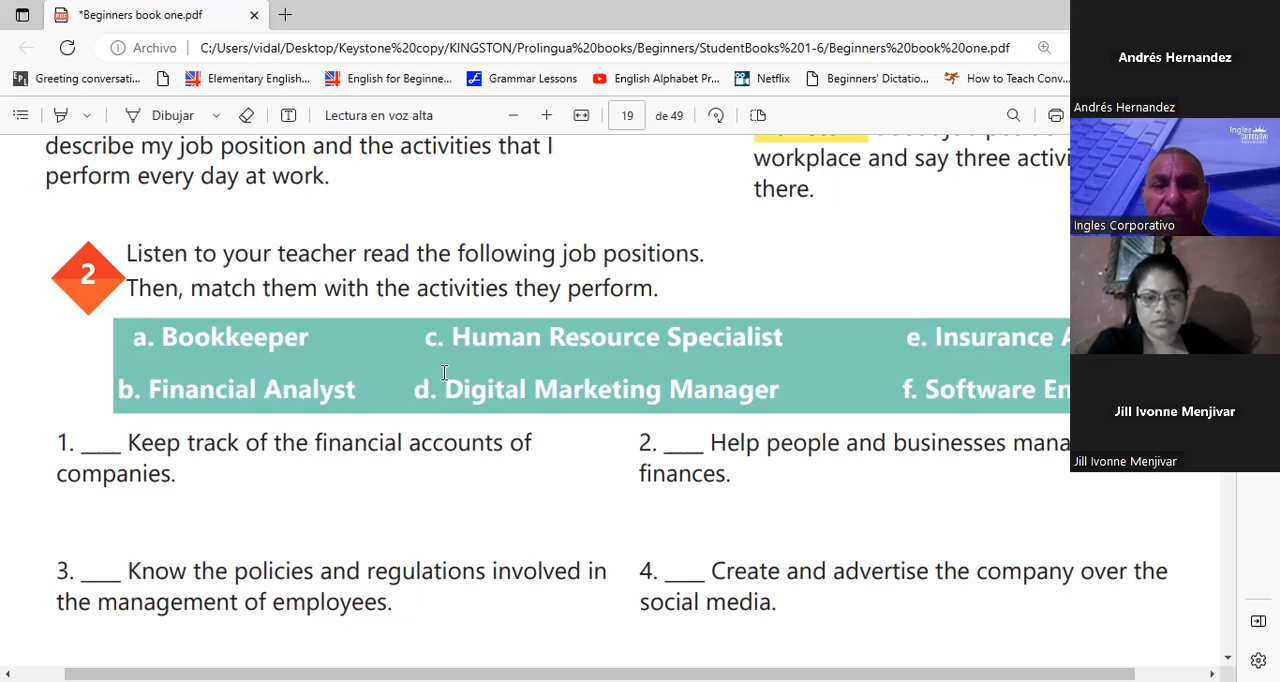 *Beginners book one.pdf
Archivo
C:/Users/vidal/Desktop/Keystone%20copy/KINGSTON/Prolingua%20books/Beginners/StudentBooks%201-6/Beginners%20book%20one.pdf
Greeting conversati...
Elementary English...
English for Beginne...
Grammar Lessons
English Alphabet Pr...
Netflix
Beginners' Dictatio...
How to Teach Conv...
Dibujar
Lectura en voz alta
19 de 49
describe my job position and the activities that I
perform every day at work.
workplace and say three activi
there.
2
Listen to your teacher read the following job positions.
Then, match them with the activities they perform.
a. Bookkeeper c. Human Resource Specialist e. Insurance A
b. Financial Analyst d. Digital Marketing Manager f. Software En
1. ___ Keep track of the financial accounts of
companies.
2. ___ Help people and businesses mana
finances.
3. ___ Know the policies and regulations involved in
the management of employees.
4. ___ Create and advertise the company over the
social media.
Andrés Hernandez
Andrés Hernandez
Ingles
Ingles Corporativo
Jill Ivonne Menjivar
Jill Ivonne Menjivar